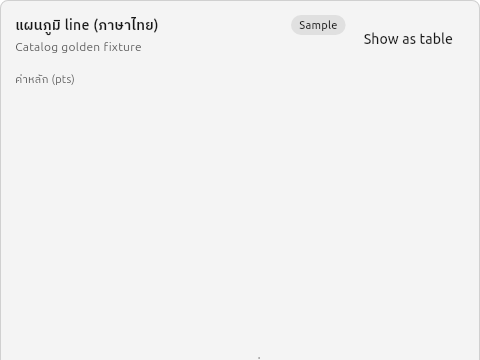 แผนภูมิ line (ภาษาไทย)
Sample
Show as table
Catalog golden fixture
ค่าหลัก (pts)